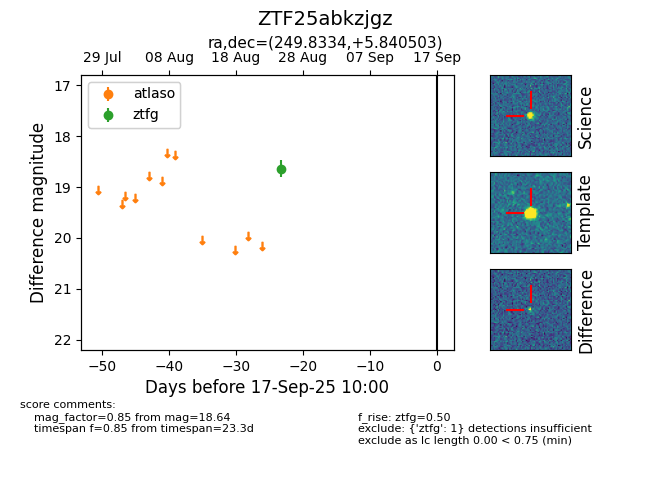 ZTF25abkzjgz
ra,dec=(249.8334,+5.840503)
29 Jul 08 Aug 18 Aug 28 Aug 07 Sep 17 Sep
atlaso
ztfg
17
18
19
20
21
22
Difference magnitude
−50 −40 −30 −20 −10 0
Days before 17-Sep-25 10:00
Science
Template
Difference
score comments:
mag_factor=0.85 from mag=18.64
timespan f=0.85 from timespan=23.3d
f_rise: ztfg=0.50
exclude: {'ztfg': 1} detections insufficient
exclude as lc length 0.00 < 0.75 (min)